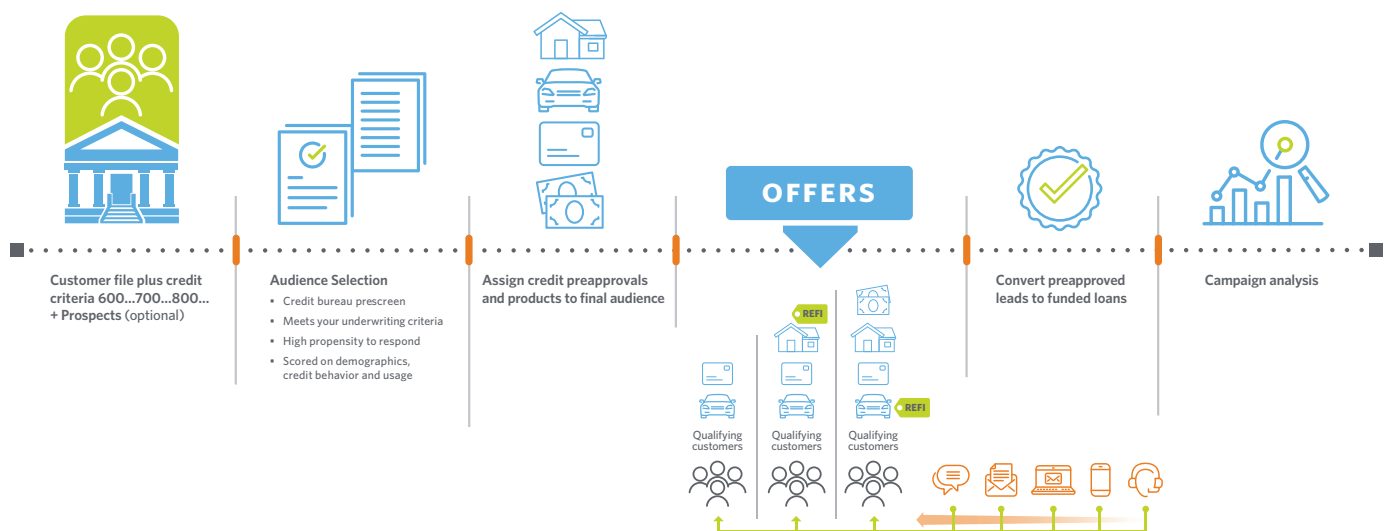 OFFERS
Customer file plus credit
criteria 600...700...800...
+ Prospects (optional)
Audience Selection
• Credit bureau prescreen
• Meets your underwriting criteria
• High propensity to respond
• Scored on demographics,
credit behavior and usage
Assign credit preapprovals
and products to final audience
REFI
REFI
Qualifying
customers
Qualifying
customers
Qualifying
customers
Convert preapproved
leads to funded loans
Campaign analysis